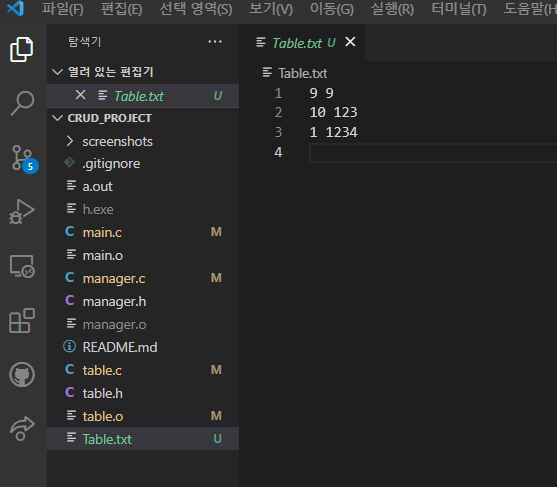 파일(F) 편집(E) 선택 영역(S) 보기(V) 이동(G) 실행(R) 터미널(T) 도움말(H
탐색기 ···
열려 있는 편집기
Table.txt U
CRUD_PROJECT
screenshots
.gitignore
a.out
h.exe
main.c M
main.o
manager.c M
manager.h
manager.o
README.md
table.c M
table.h
table.o M
Table.txt U
5
Table.txt U
Table.txt
1 9 9
2 10 123
3 1 1234
4